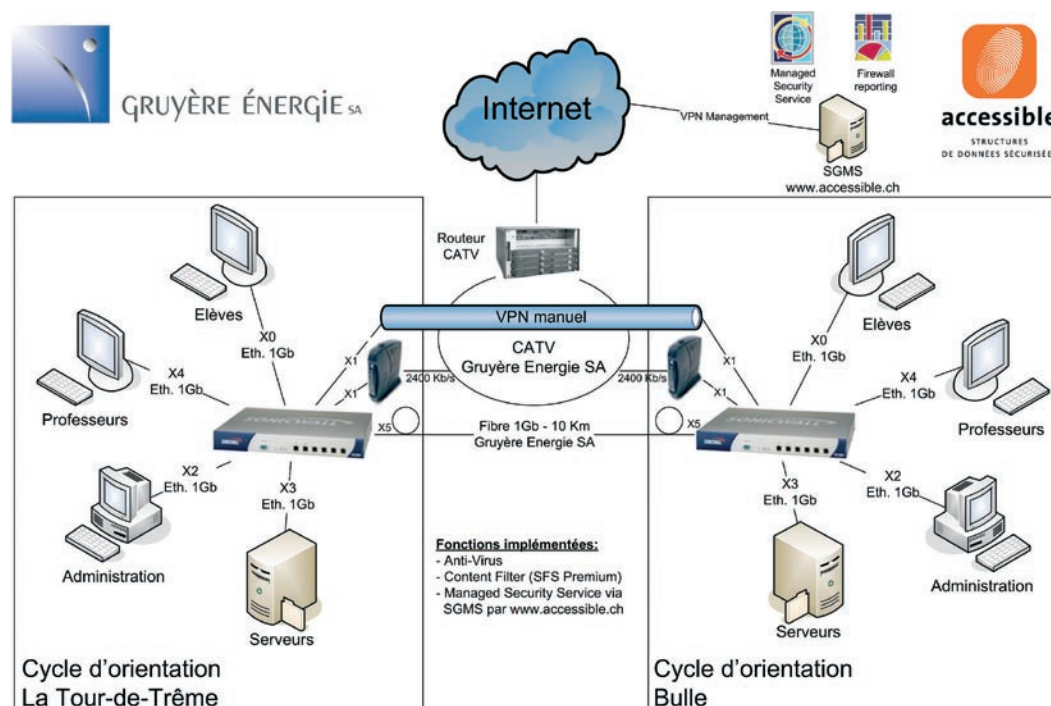 GRUYÈRE ÉNERGIE SA
Internet
VPN Management
Managed
Security
Service
Firewall
reporting
SGMS
www.accessible.ch
accessible
STRUCTURES
DE DONNÉES SÉCURISÉE
Routeur
CATV
VPN manuel
CATV
Gruyère Energie SA
2400 Kb/s
2400 Kb/s
Fibre 1Gb - 10 Km
Gruyère Energie SA
Elèves
X0
Eth. 1Gb
X4
Eth. 1Gb
Professeurs
X1
X1
X5
SONICWALL
X2
Eth. 1Gb
X3
Eth. 1Gb
Administration
Serveurs
Cycle d'orientation
La Tour-de-Trême
Fonctions implémentées:
- Anti-Virus
- Content Filter (SFS Premium)
- Managed Security Service via
SGMS par www.accessible.ch
Elèves
X0
Eth. 1Gb
X4
Eth. 1Gb
Professeurs
X1
X1
X5
SONICWALL
X3
Eth. 1Gb
X2
Eth. 1Gb
Administration
Serveurs
Cycle d'orientation
Bulle